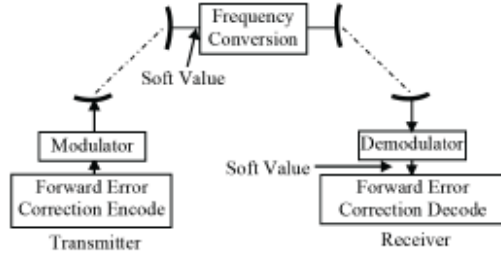 Frequency
Conversion
Soft Value
Modulator
Demodulator
Soft Value
Forward Error
Correction Encode
Forward Error
Correction Decode
Transmitter
Receiver